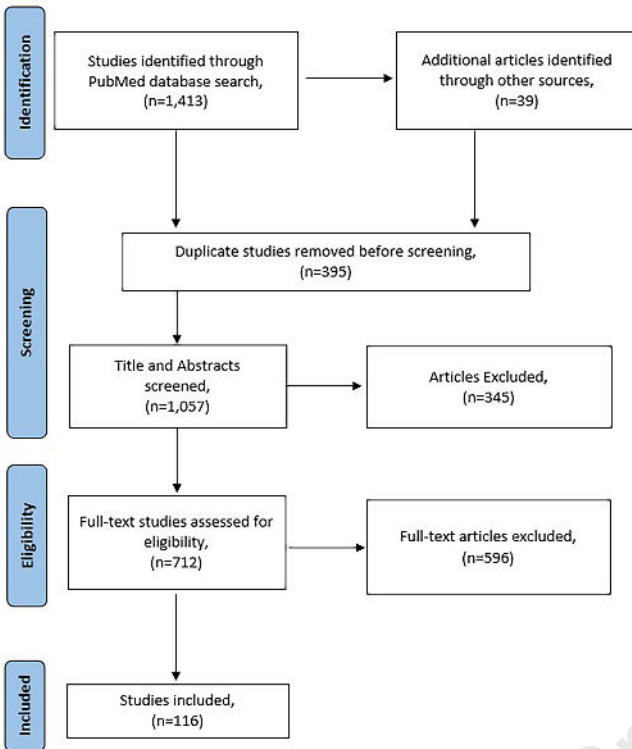 Identification
Studies identified through
PubMed database search,
(n=1,413)
Additional articles identified
through other sources,
(n=39)
Screening
Duplicate studies removed before screening,
(n=395)
Title and Abstracts
screened,
(n=1,057)
Articles Excluded,
(n=345)
Eligibility
Full-text studies assessed for
eligibility,
(n=712)
Full-text articles excluded,
(n=596)
Included
Studies included,
(n=116)